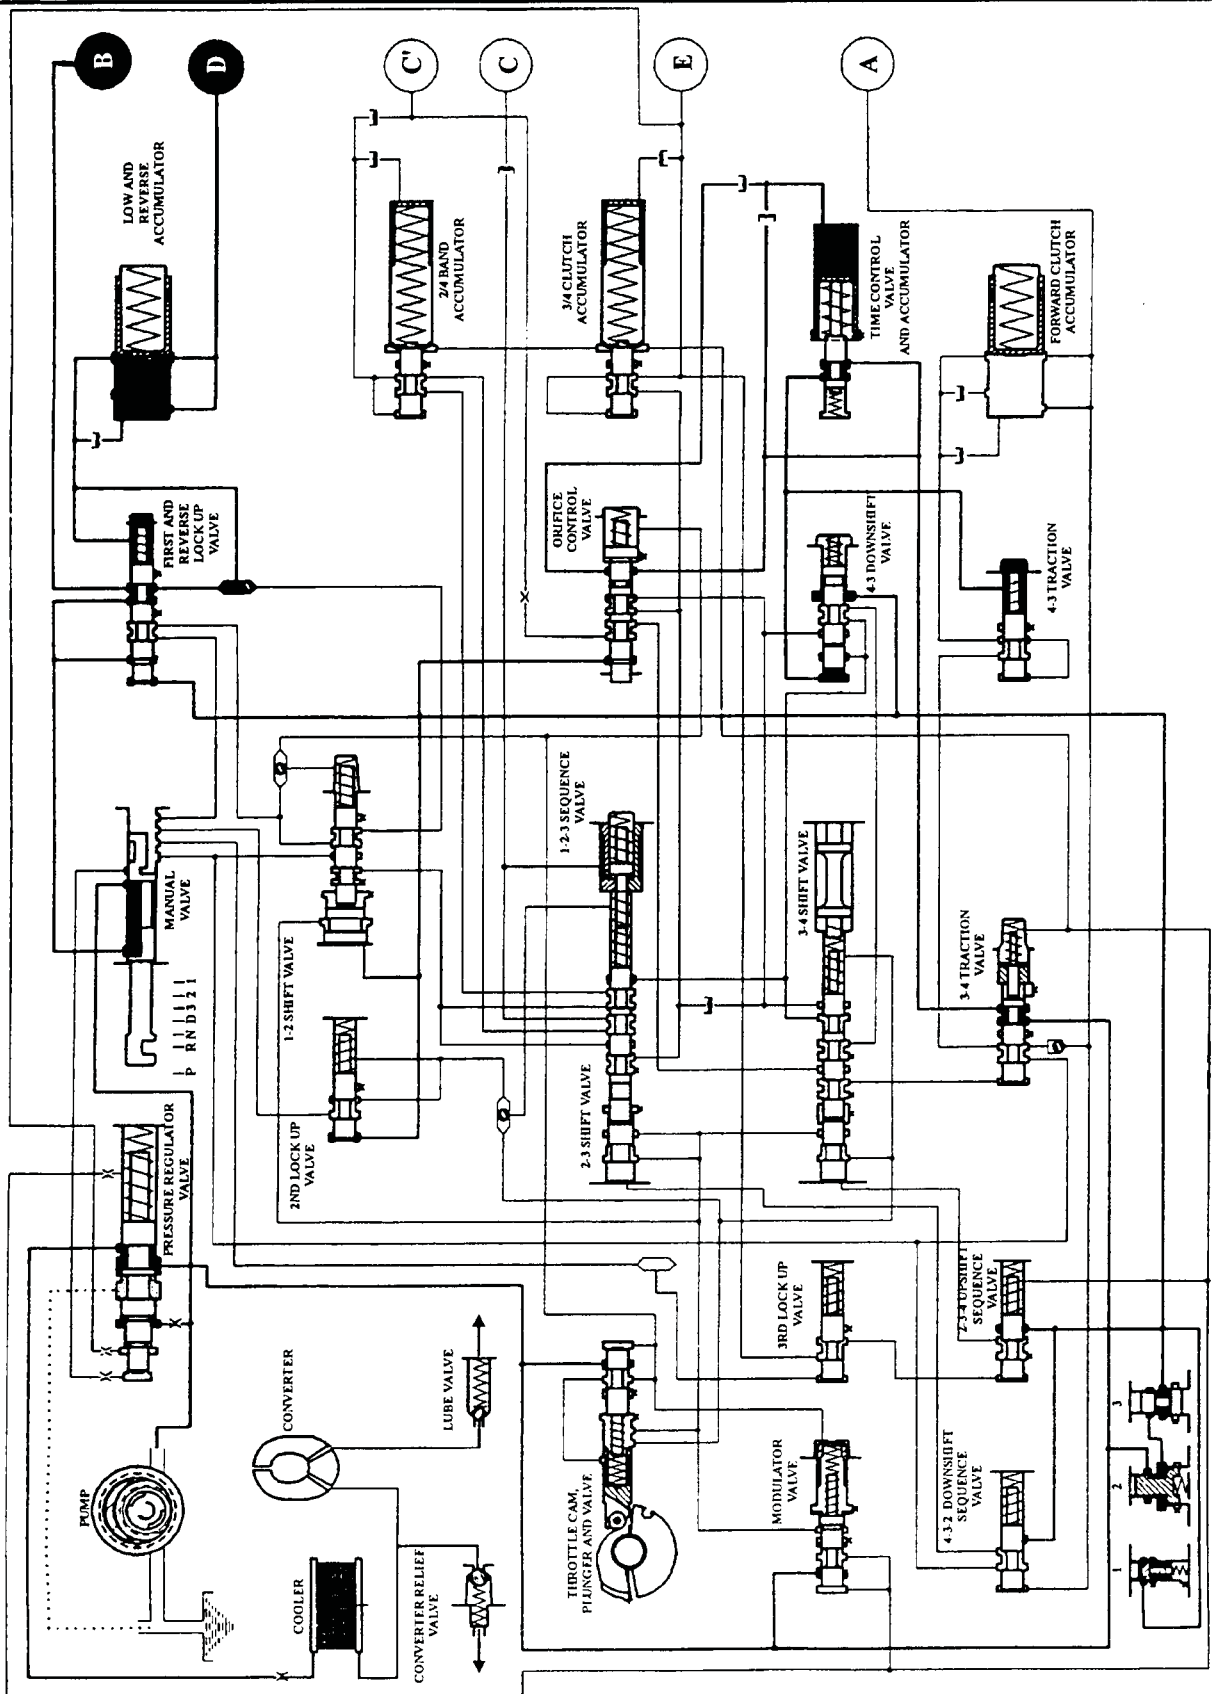 B
D
C'
C
E
A
LOW AND
REVERSE
ACCUMULATOR
2/4 BAND
ACCUMULATOR
3/4 CLUTCH
ACCUMULATOR
TIME CONTROL
VALVE
AND ACCUMULATOR
FORWARD CLUTCH
ACCUMULATOR
FIRST AND
REVERSE
LOCK UP
VALVE
ORIFICE
CONTROL
VALVE
4-3 DOWNSHIFT
VALVE
4-3 TRACTION
VALVE
MANUAL
VALVE
P R N D 3 2 1
1-2 SHIFT VALVE
1-2-3 SEQUENCE
VALVE
3-4 SHIFT VALVE
3-4 TRACTION
VALVE
PRESSURE REGULATOR
VALVE
2ND LOCK UP
VALVE
2-3 SHIFT VALVE
3RD LOCK UP
VALVE
2-3-4 UPSHIFT
SEQUENCE
VALVE
PUMP
CONVERTER
LUBE VALVE
THROTTLE CAM,
PLUNGER AND VALVE
MODULATOR
VALVE
4-3-2 DOWNSHIFT
SEQUENCE
VALVE
COOLER
CONVERTER RELIEF
VALVE
1
2
3